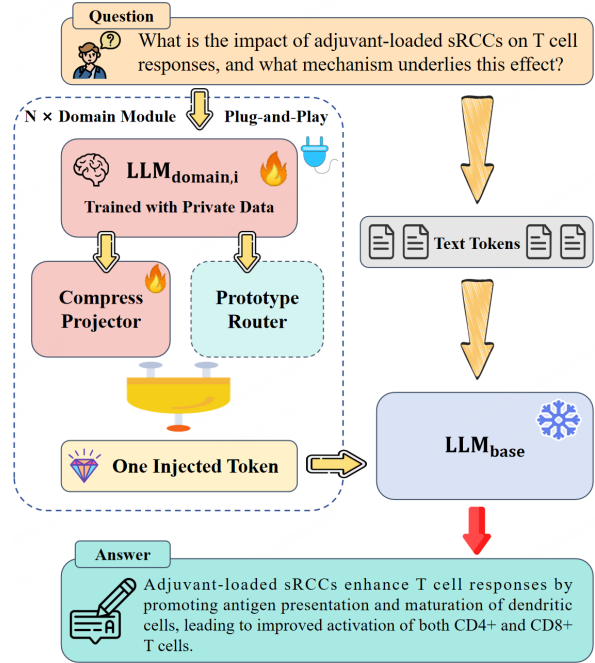 Question
What is the impact of adjuvant-loaded sRCCs on T cell
responses, and what mechanism underlies this effect?
N × Domain Module
Plug-and-Play
LLM_domain,i
Trained with Private Data
Compress
Projector
Prototype
Router
One Injected Token
Text Tokens
LLM_base
Answer
Adjuvant-loaded sRCCs enhance T cell responses by
promoting antigen presentation and maturation of dendritic
cells, leading to improved activation of both CD4+ and CD8+
T cells.